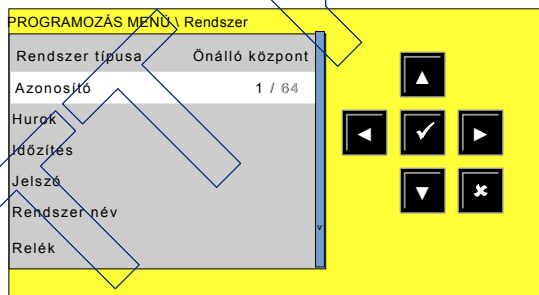 PROGRAMOZÁS MENÜ \ Rendszer
Rendszer típusa Önálló központ
Azonosító 1 / 64
Hurok
Időzítés
Jelszó
Rendszer név
v
Relék